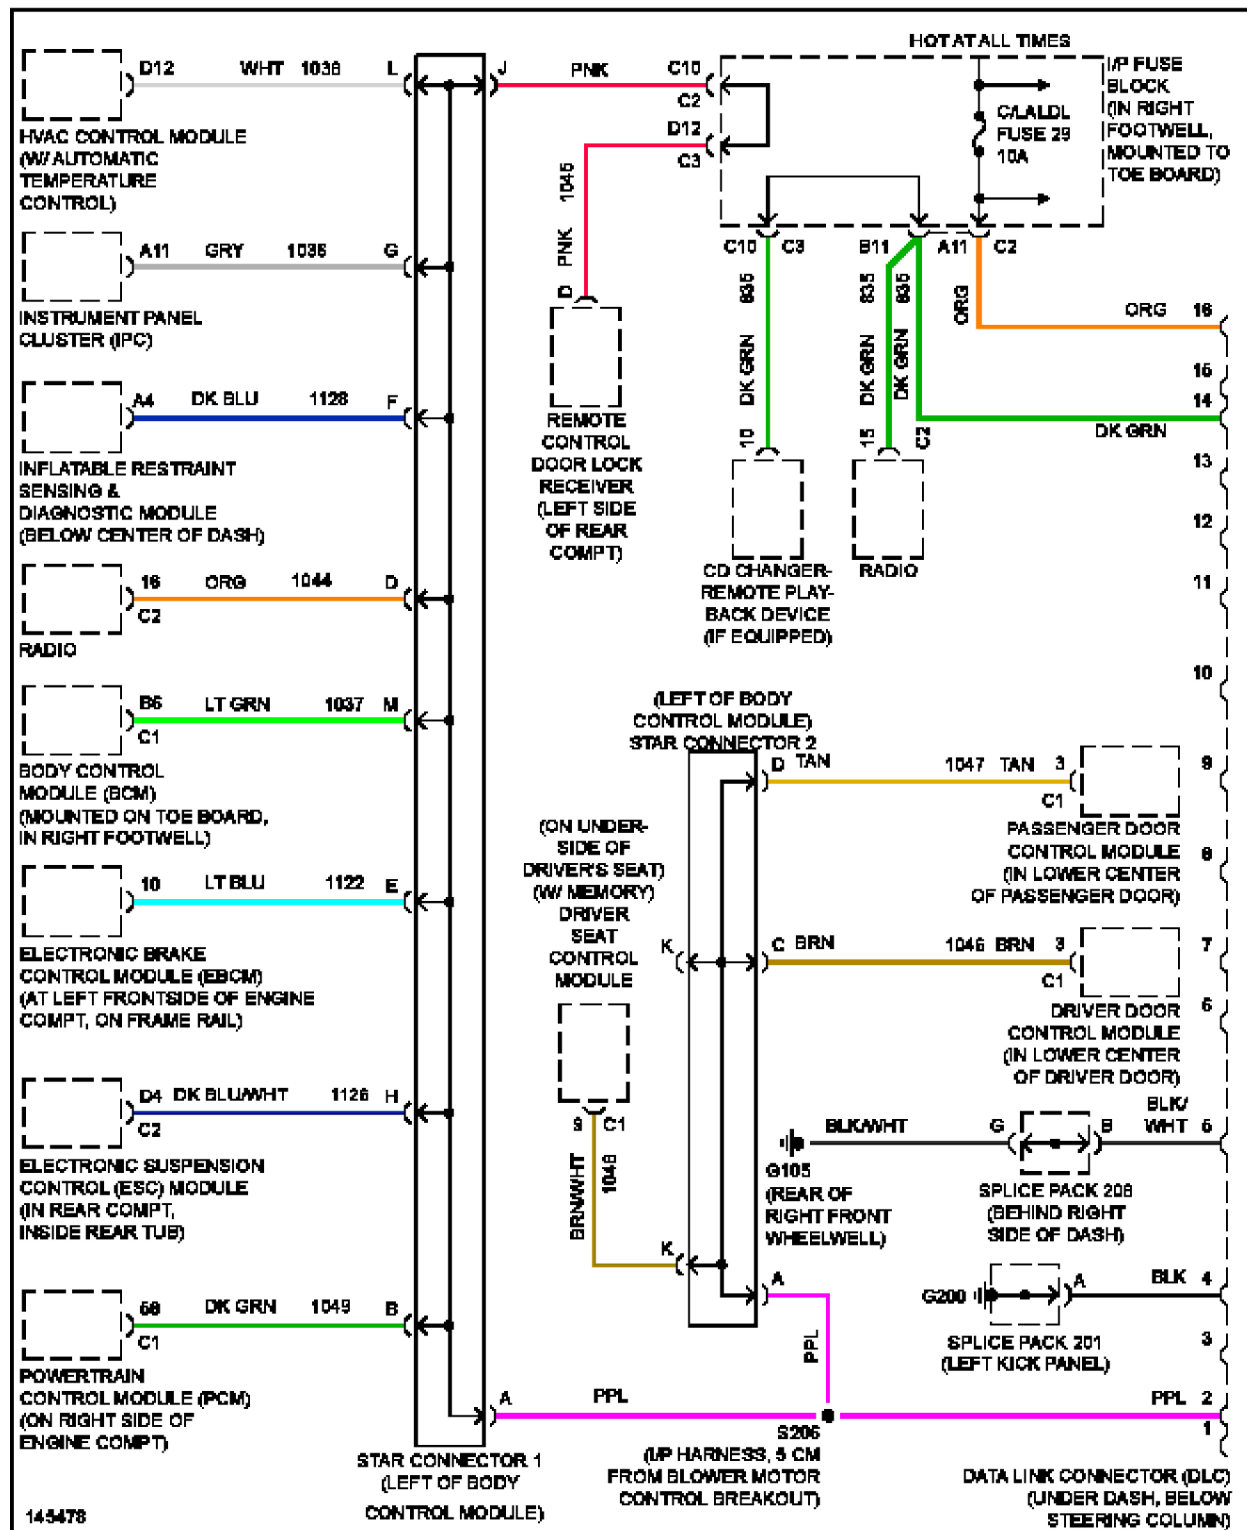 HOT AT ALL TIMES
D12 WHT 1036 L
HVAC CONTROL MODULE
(W/ AUTOMATIC
TEMPERATURE
CONTROL)
A11 GRY 1036 G
INSTRUMENT PANEL
CLUSTER (IPC)
A4 DK BLU 1128 F
INFLATABLE RESTRAINT
SENSING &
DIAGNOSTIC MODULE
(BELOW CENTER OF DASH)
16 ORG 1044 D
C2
RADIO
B6 LT GRN 1037 M
C1
BODY CONTROL
MODULE (BCM)
(MOUNTED ON TOE BOARD,
IN RIGHT FOOTWELL)
10 LT BLU 1122 E
ELECTRONIC BRAKE
CONTROL MODULE (EBCM)
(AT LEFT FRONTSIDE OF ENGINE
COMPT, ON FRAME RAIL)
D4 DK BLU/WHT 1126 H
C2
ELECTRONIC SUSPENSION
CONTROL (ESC) MODULE
(IN REAR COMPT,
INSIDE REAR TUB)
58 DK GRN 1049 B
C1
POWERTRAIN
CONTROL MODULE (PCM)
(ON RIGHT SIDE OF
ENGINE COMPT)
145478
J PNK C10
C2
D12
C3
PNK 1045
D
REMOTE
CONTROL
DOOR LOCK
RECEIVER
(LEFT SIDE
OF REAR
COMPT)
C/LALDL
FUSE 29
10A
I/P FUSE
BLOCK
(IN RIGHT
FOOTWELL,
MOUNTED TO
TOE BOARD)
C10 C3 B11 A11 C2
835
DK GRN
10
CD CHANGER-
REMOTE PLAY-
BACK DEVICE
(IF EQUIPPED)
835
DK GRN
15
835
DK GRN
C2
RADIO
ORG
ORG 16
15
14
DK GRN
13
12
11
10
9
8
7
6
(LEFT OF BODY
CONTROL MODULE)
STAR CONNECTOR 2
D TAN 1047 TAN 3
C1
PASSENGER DOOR
CONTROL MODULE
(IN LOWER CENTER
OF PASSENGER DOOR)
(ON UNDER-
SIDE OF
DRIVER'S SEAT)
(W/ MEMORY)
DRIVER
SEAT
CONTROL
MODULE
K
C BRN 1046 BRN 3
C1
DRIVER DOOR
CONTROL MODULE
(IN LOWER CENTER
OF DRIVER DOOR)
9 C1
BRN/WHT 1048
K
A
BLK/WHT G B BLK/
WHT 5
G105
(REAR OF
RIGHT FRONT
WHEELWELL)
SPLICE PACK 206
(BEHIND RIGHT
SIDE OF DASH)
G200 A BLK 4
SPLICE PACK 201
(LEFT KICK PANEL)
3
PPL
A PPL
PPL 2
1
S206
(I/P HARNESS, 5 CM
FROM BLOWER MOTOR
CONTROL BREAKOUT)
STAR CONNECTOR 1
(LEFT OF BODY
CONTROL MODULE)
DATA LINK CONNECTOR (DLC)
(UNDER DASH, BELOW
STEERING COLUMN)